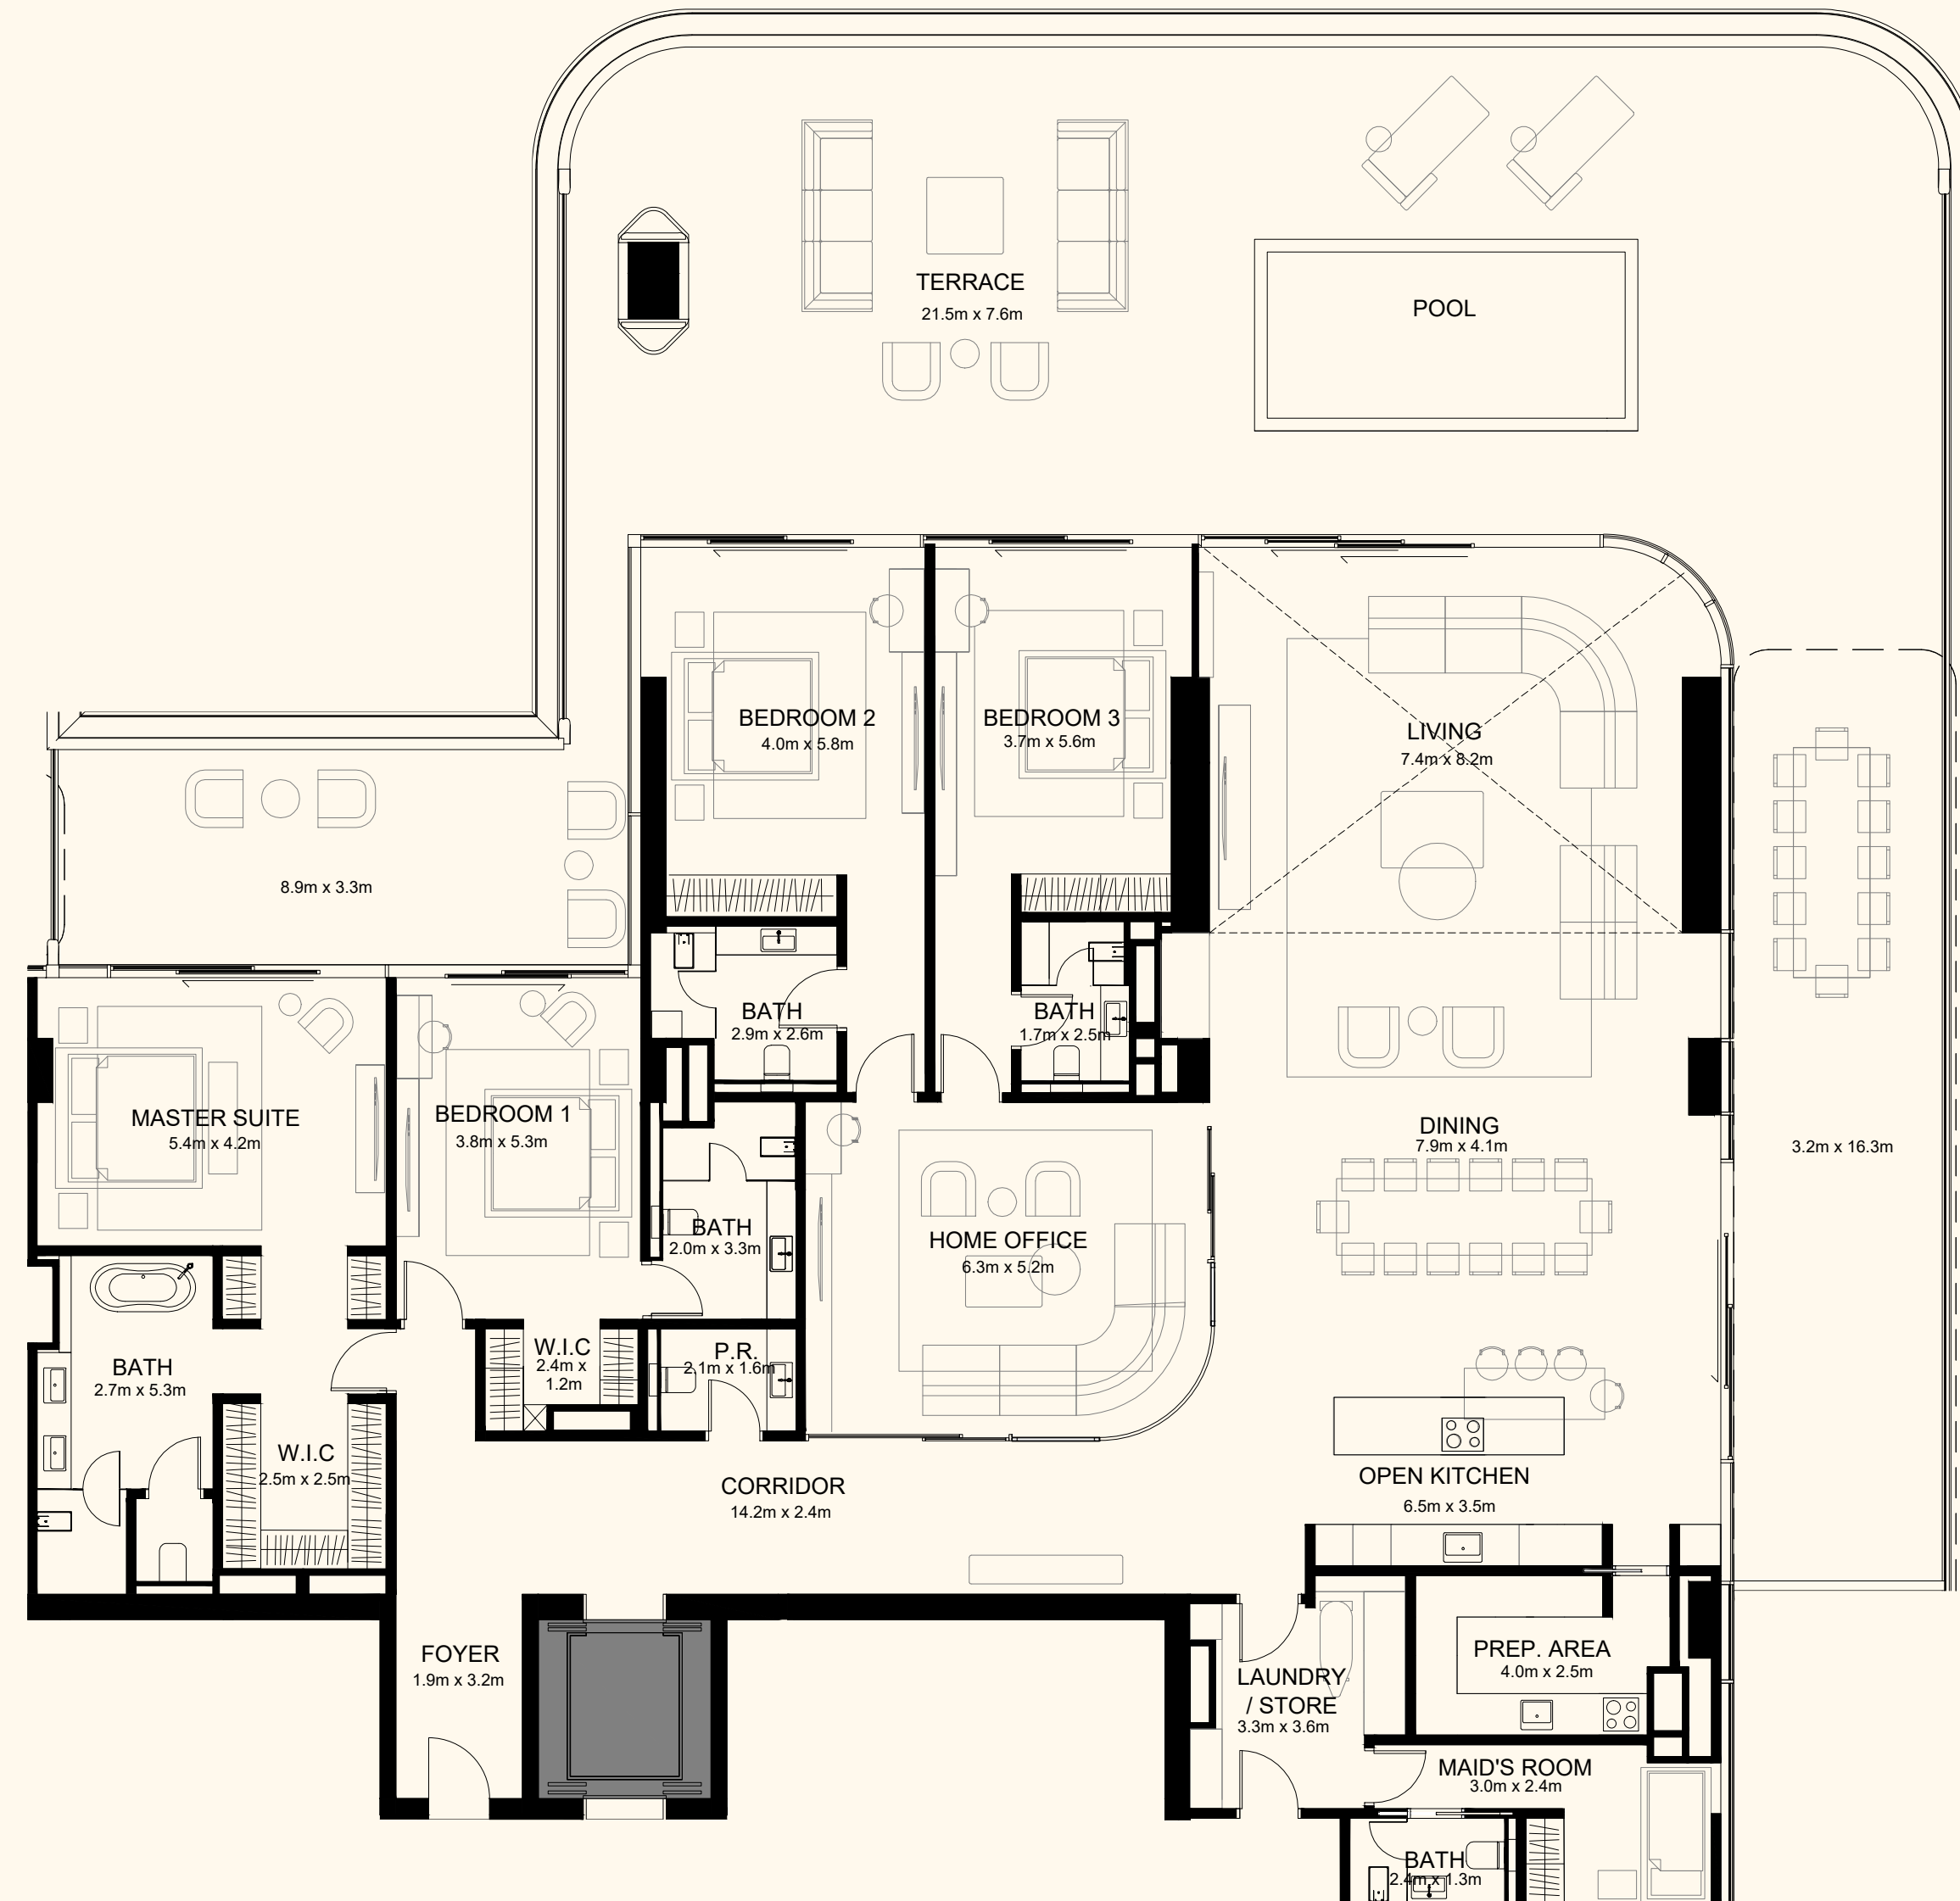 TERRACE
21.5m x 7.6m
POOL
BEDROOM 2
4.0m x 5.8m
BEDROOM 3
3.7m x 5.6m
LIVING
7.4m x 8.2m
8.9m x 3.3m
BATH
2.9m x 2.6m
BATH
1.7m x 2.5m
MASTER SUITE
5.4m x 4.2m
BEDROOM 1
3.8m x 5.3m
DINING
7.9m x 4.1m
3.2m x 16.3m
BATH
2.0m x 3.3m
HOME OFFICE
6.3m x 5.2m
BATH
2.7m x 5.3m
W.I.C
2.4m x
1.2m
P.R.
2.1m x 1.6m
W.I.C
2.5m x 2.5m
CORRIDOR
14.2m x 2.4m
OPEN KITCHEN
6.5m x 3.5m
FOYER
1.9m x 3.2m
LAUNDRY
/ STORE
3.3m x 3.6m
PREP. AREA
4.0m x 2.5m
MAID'S ROOM
3.0m x 2.4m
BATH
2.4m x 1.3m